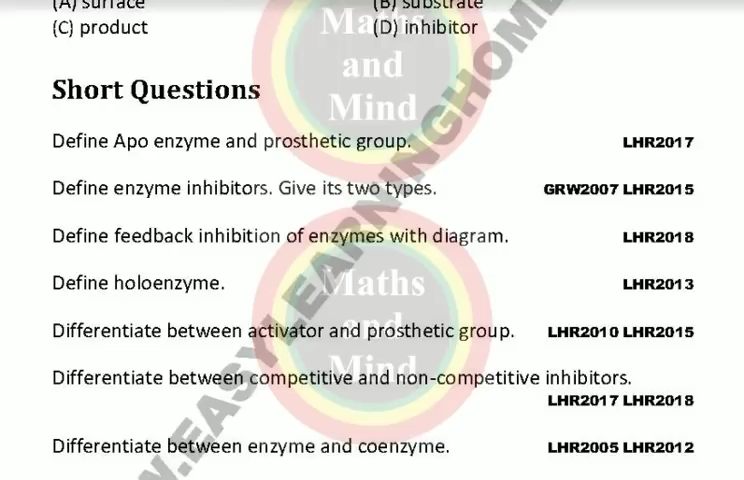 (A) surface
(B) substrate
(C) product
(D) inhibitor
Maths
and
Mind
Short Questions
Define Apo enzyme and prosthetic group. LHR2017
Define enzyme inhibitors. Give its two types. GRW2007 LHR2015
Define feedback inhibition of enzymes with diagram. LHR2018
Define holoenzyme. LHR2013
Maths
and
Mind
Differentiate between activator and prosthetic group. LHR2010 LHR2015
Differentiate between competitive and non-competitive inhibitors.
LHR2017 LHR2018
Differentiate between enzyme and coenzyme. LHR2005 LHR2012
W.EASYLEARNINGHOME